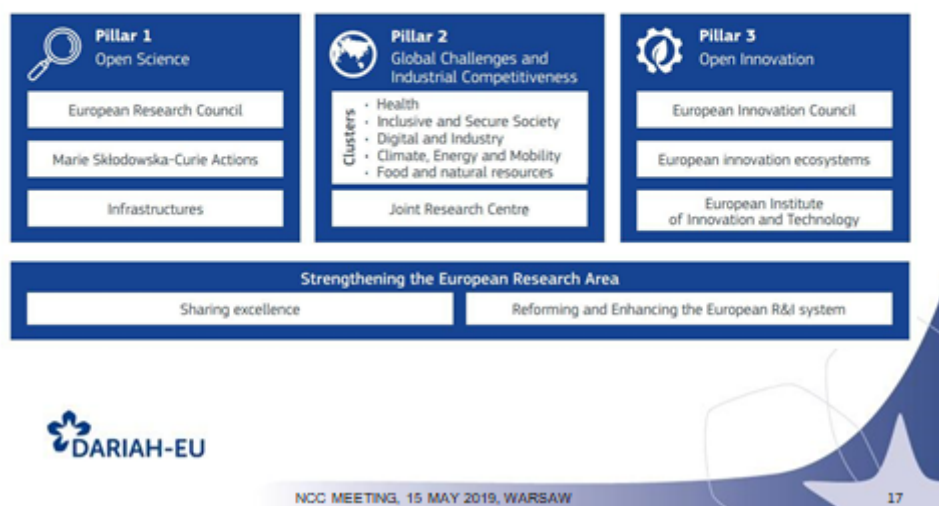 Pillar 1
Open Science
European Research Council
Marie Skłodowska-Curie Actions
Infrastructures
Pillar 2
Global Challenges and
Industrial Competitiveness
Clusters
· Health
· Inclusive and Secure Society
· Digital and Industry
· Climate, Energy and Mobility
· Food and natural resources
Joint Research Centre
Pillar 3
Open Innovation
European Innovation Council
European innovation ecosystems
European Institute
of Innovation and Technology
Strengthening the European Research Area
Sharing excellence
Reforming and Enhancing the European R&I system
DARIAH-EU
NCC MEETING, 15 MAY 2019, WARSAW
17